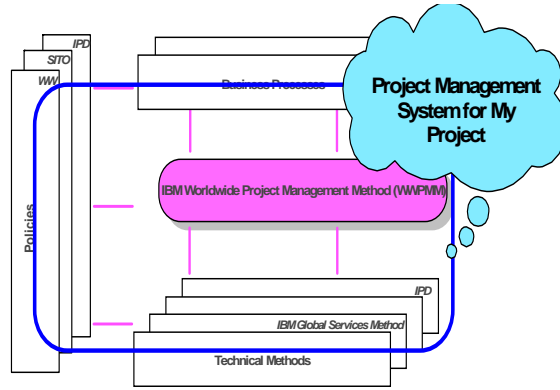 IPD
SITO
WW
Policies
Business Processes
Project Management
System for My
Project
IBM Worldwide Project Management Method (WWPMM)
IPD
IBM Global Services Method
Technical Methods